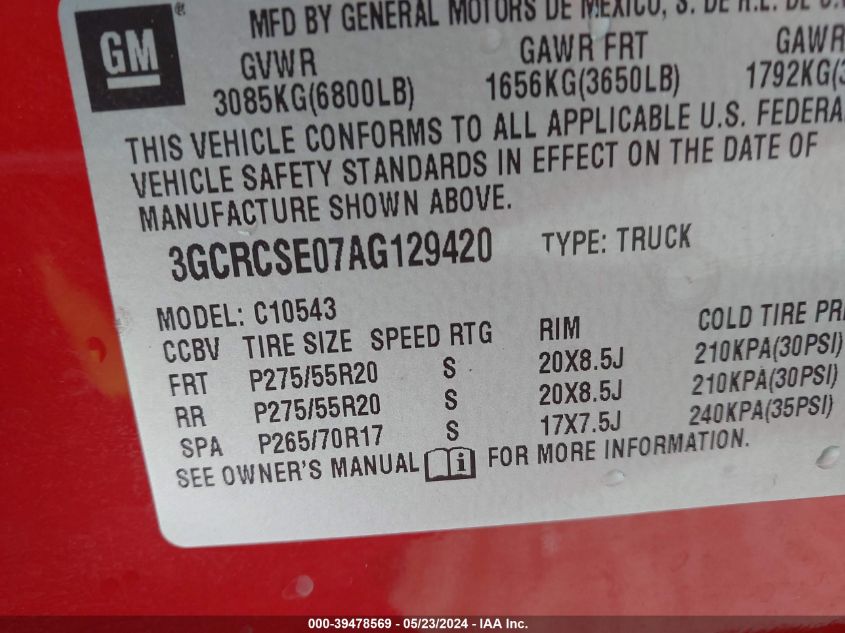 GM ®
MFD BY GENERAL MOTORS DE MEXICO, S. DE R.L. DE
GVWR GAWR FRT GAWR
3085KG(6800LB) 1656KG(3650LB) 1792KG(
THIS VEHICLE CONFORMS TO ALL APPLICABLE U.S. FEDERA
VEHICLE SAFETY STANDARDS IN EFFECT ON THE DATE OF
MANUFACTURE SHOWN ABOVE.
3GCRCSE07AG129420 TYPE: TRUCK
MODEL: C10543
CCBV TIRE SIZE SPEED RTG RIM COLD TIRE PR
FRT P275/55R20 S 20X8.5J 210KPA(30PSI)
RR P275/55R20 S 20X8.5J 210KPA(30PSI)
SPA P265/70R17 S 17X7.5J 240KPA(35PSI)
SEE OWNER'S MANUAL i FOR MORE INFORMATION.
000-39478569 - 05/23/2024 - IAA Inc.